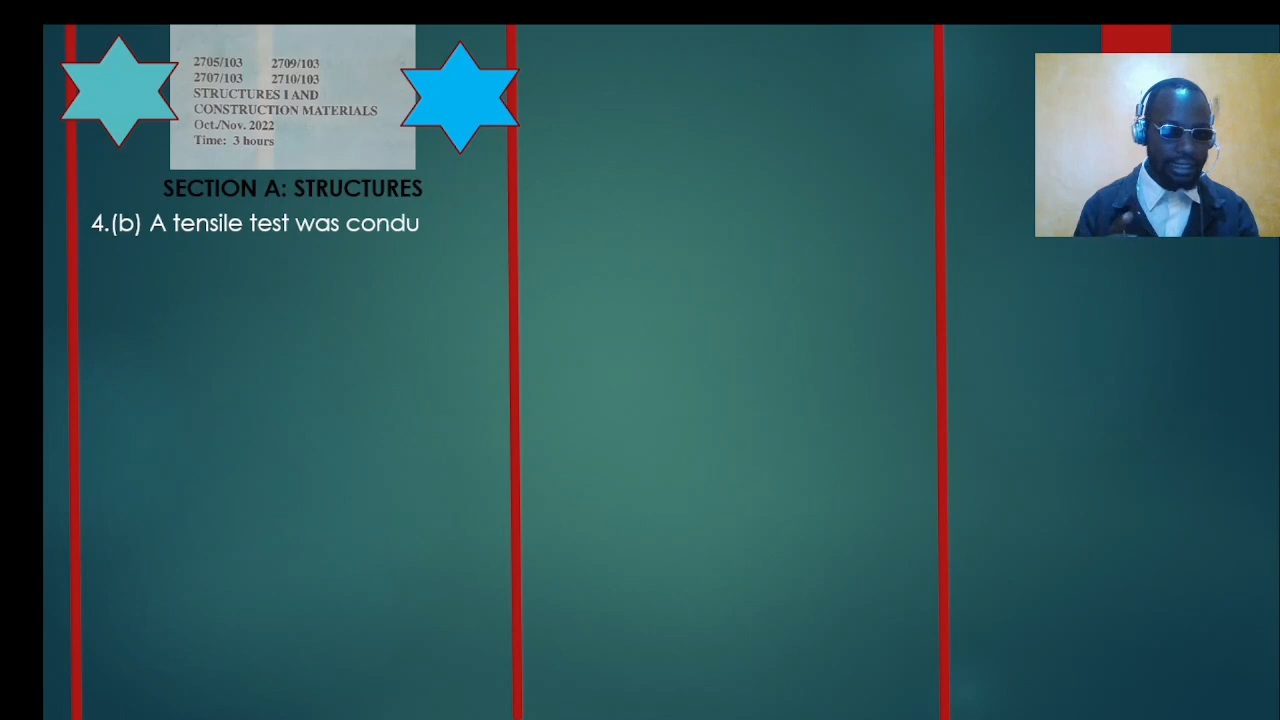 2705/103 2709/103
2707/103 2710/103
STRUCTURES I AND
CONSTRUCTION MATERIALS
Oct./Nov. 2022
Time: 3 hours
SECTION A: STRUCTURES
4.(b) A tensile test was condu